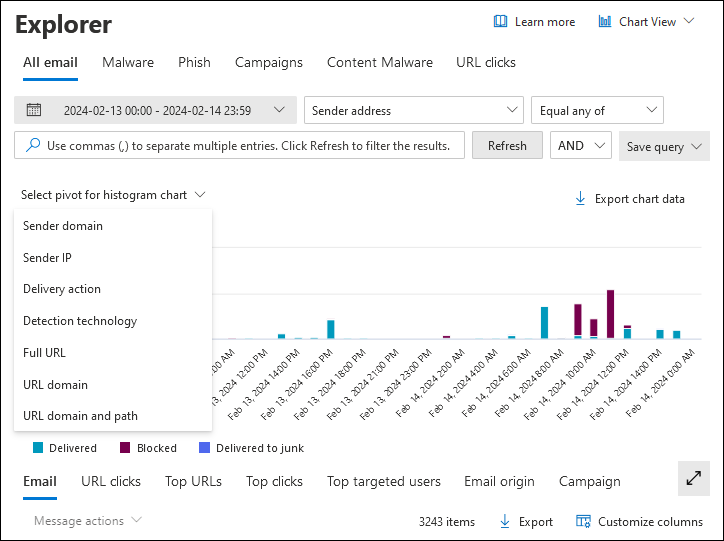 Explorer
Learn more
Chart View
All email Malware Phish Campaigns Content Malware URL clicks
2024-02-13 00:00 - 2024-02-14 23:59 Sender address Equal any of
Use commas (,) to separate multiple entries. Click Refresh to filter the results. Refresh AND Save query
Select pivot for histogram chart
Export chart data
Sender domain
Sender IP
Delivery action
Detection technology
Full URL
URL domain
URL domain and path
Feb 13, 2024 12:00 PM
Feb 13, 2024 14:00 PM
Feb 13, 2024 16:00 PM
Feb 13, 2024 18:00 PM
Feb 13, 2024 21:00 PM
Feb 13, 2024 23:00 PM
Feb 14, 2024 2:00 AM
Feb 14, 2024 4:00 AM
Feb 14, 2024 6:00 AM
Feb 14, 2024 8:00 AM
Feb 14, 2024 10:00 AM
Feb 14, 2024 12:00 PM
Feb 14, 2024 14:00 PM
Feb 14, 2024 0:00 AM
Delivered Blocked Delivered to junk
Email URL clicks Top URLs Top clicks Top targeted users Email origin Campaign
Message actions 3243 items Export Customize columns